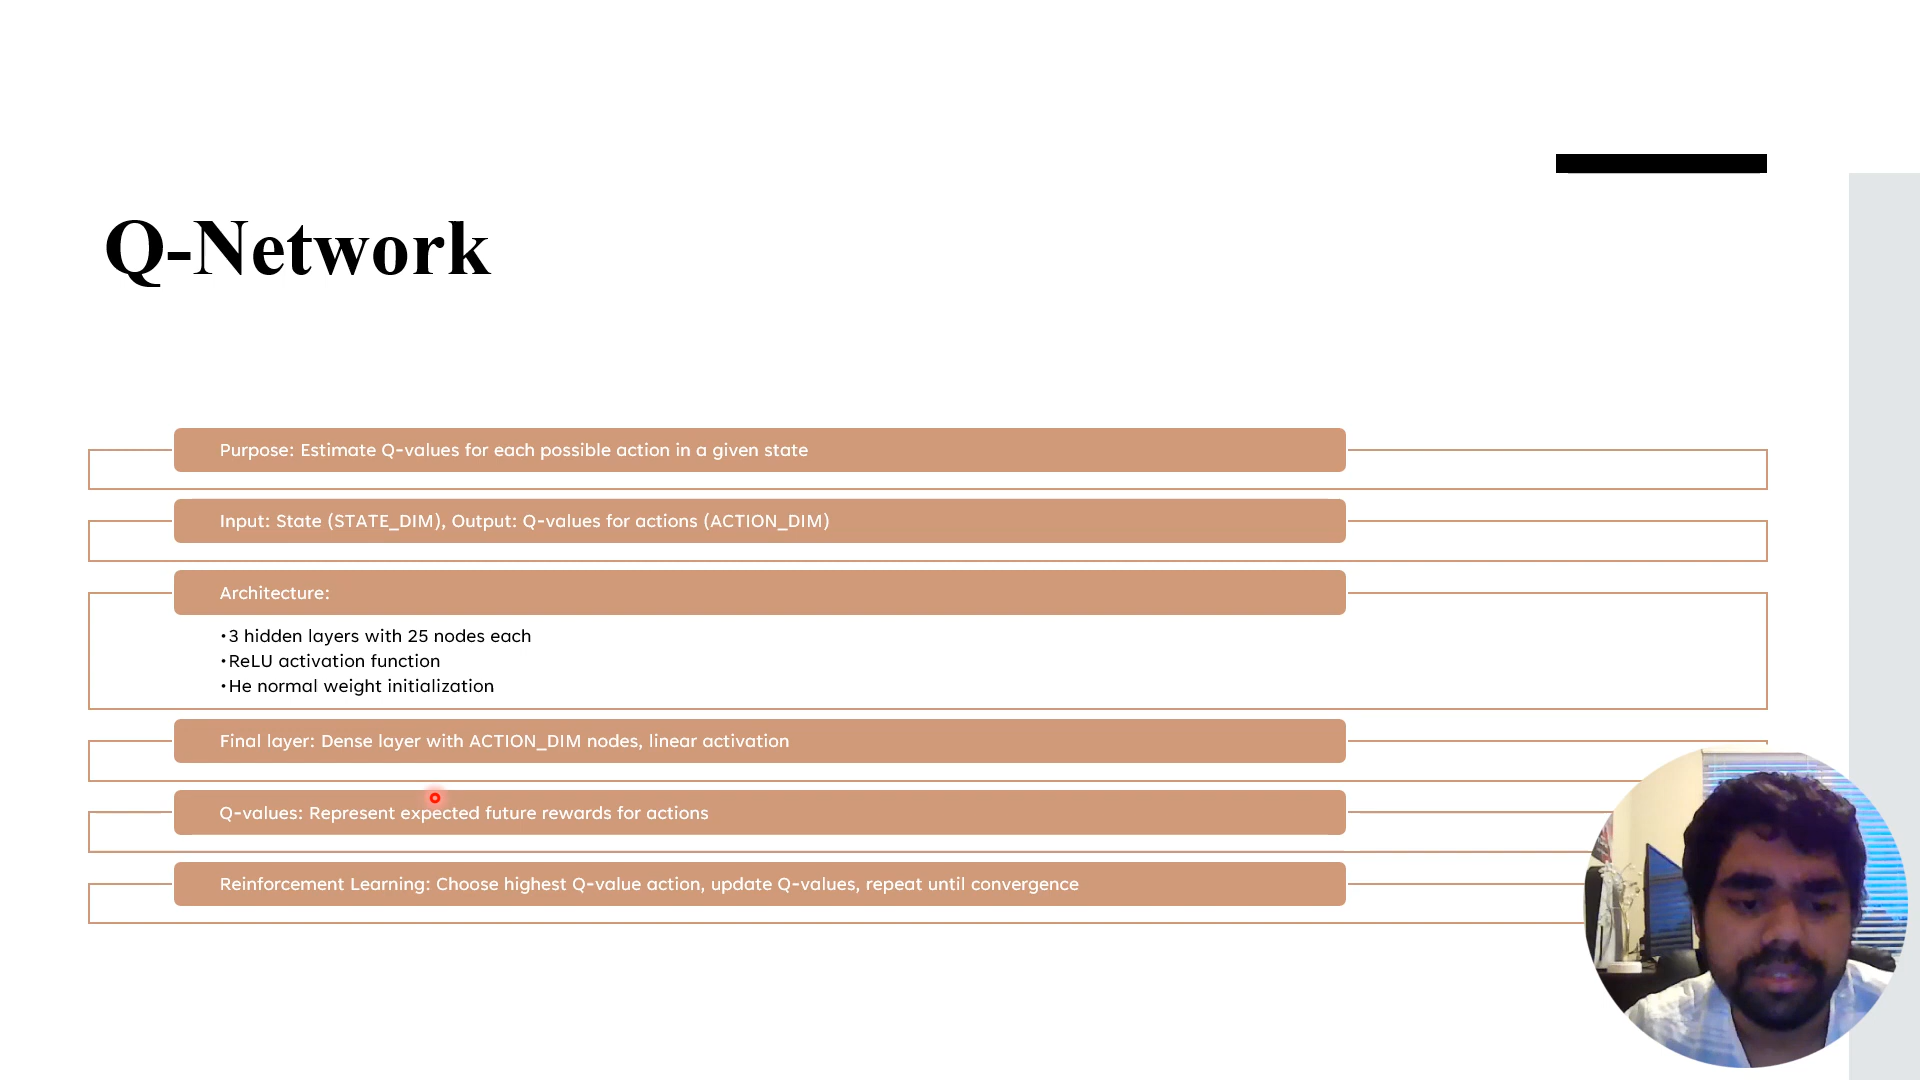 Q-Network
Purpose: Estimate Q-values for each possible action in a given state
Input: State (STATE_DIM), Output: Q-values for actions (ACTION_DIM)
Architecture:
•3 hidden layers with 25 nodes each
•ReLU activation function
•He normal weight initialization
Final layer: Dense layer with ACTION_DIM nodes, linear activation
Q-values: Represent expected future rewards for actions
Reinforcement Learning: Choose highest Q-value action, update Q-values, repeat until convergence